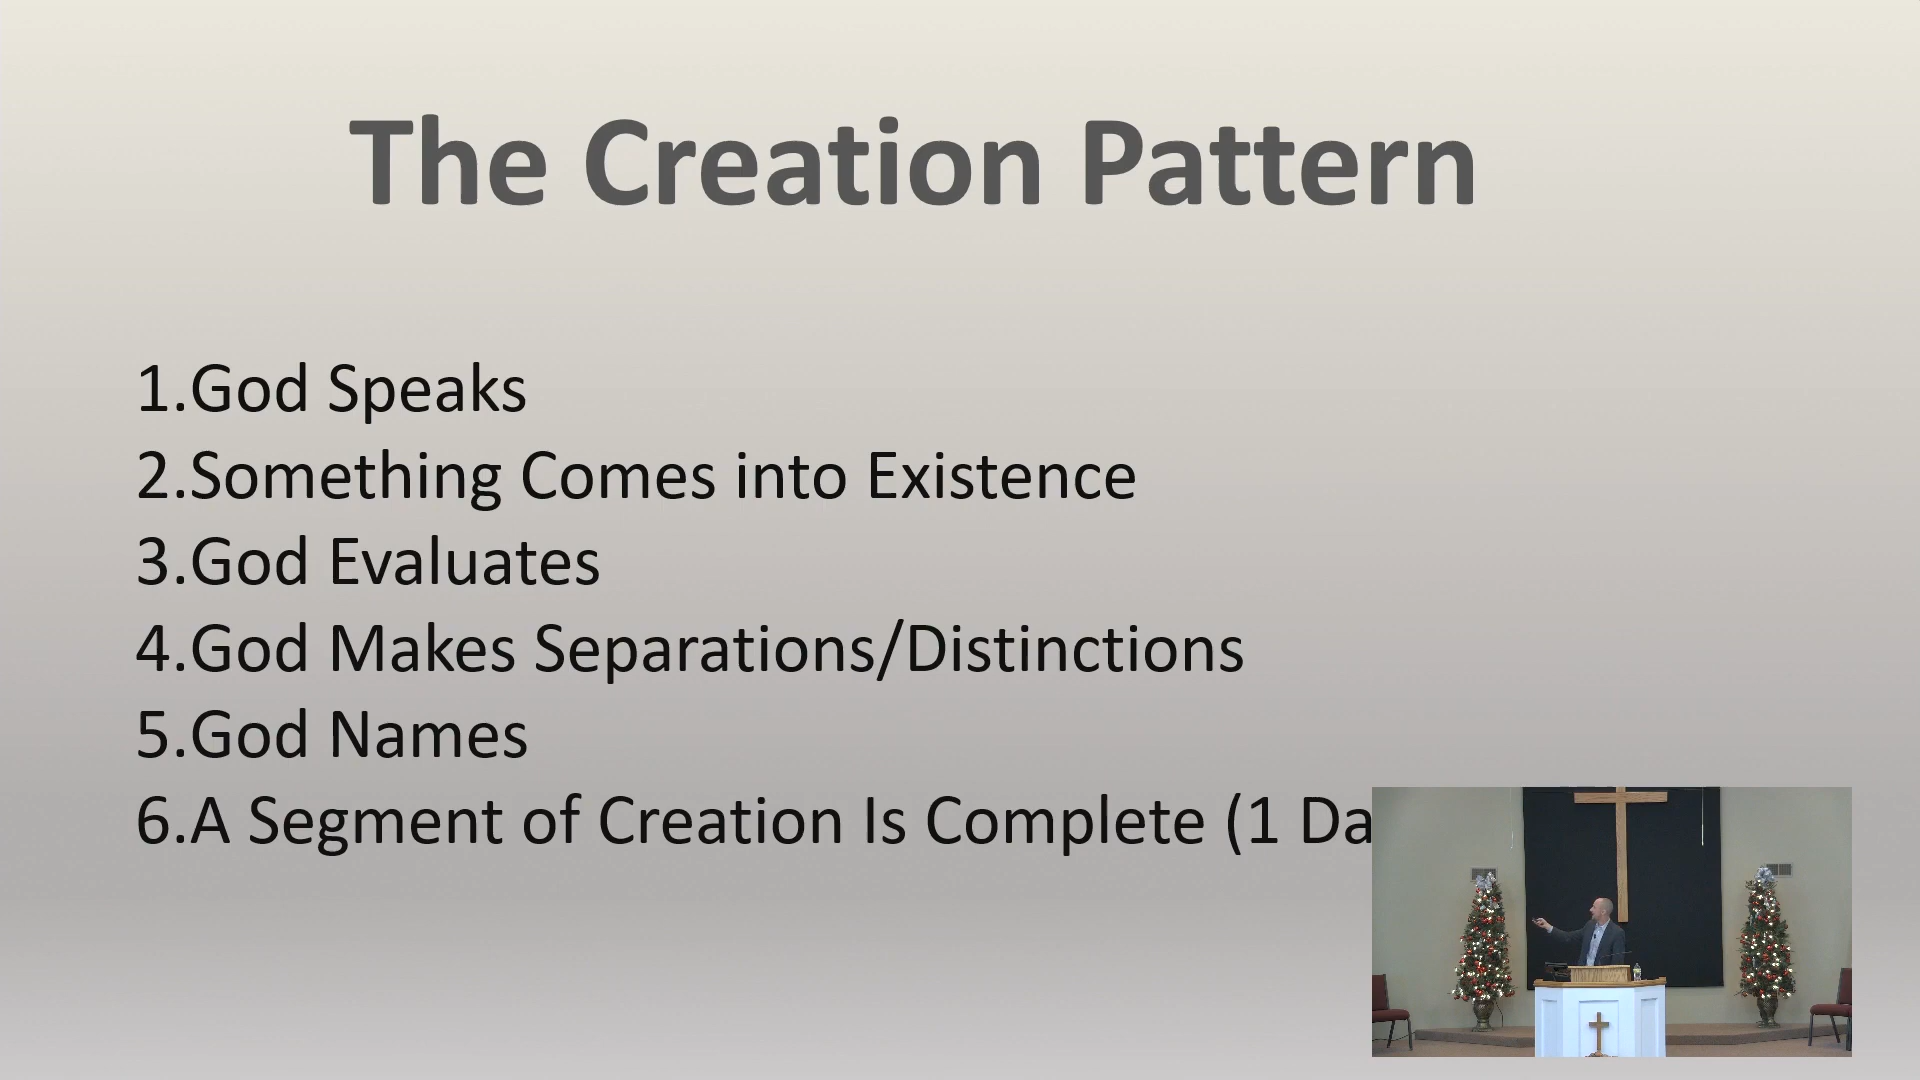 The Creation Pattern
1.God Speaks
2.Something Comes into Existence
3.God Evaluates
4.God Makes Separations/Distinctions
5.God Names
6.A Segment of Creation Is Complete (1 Da